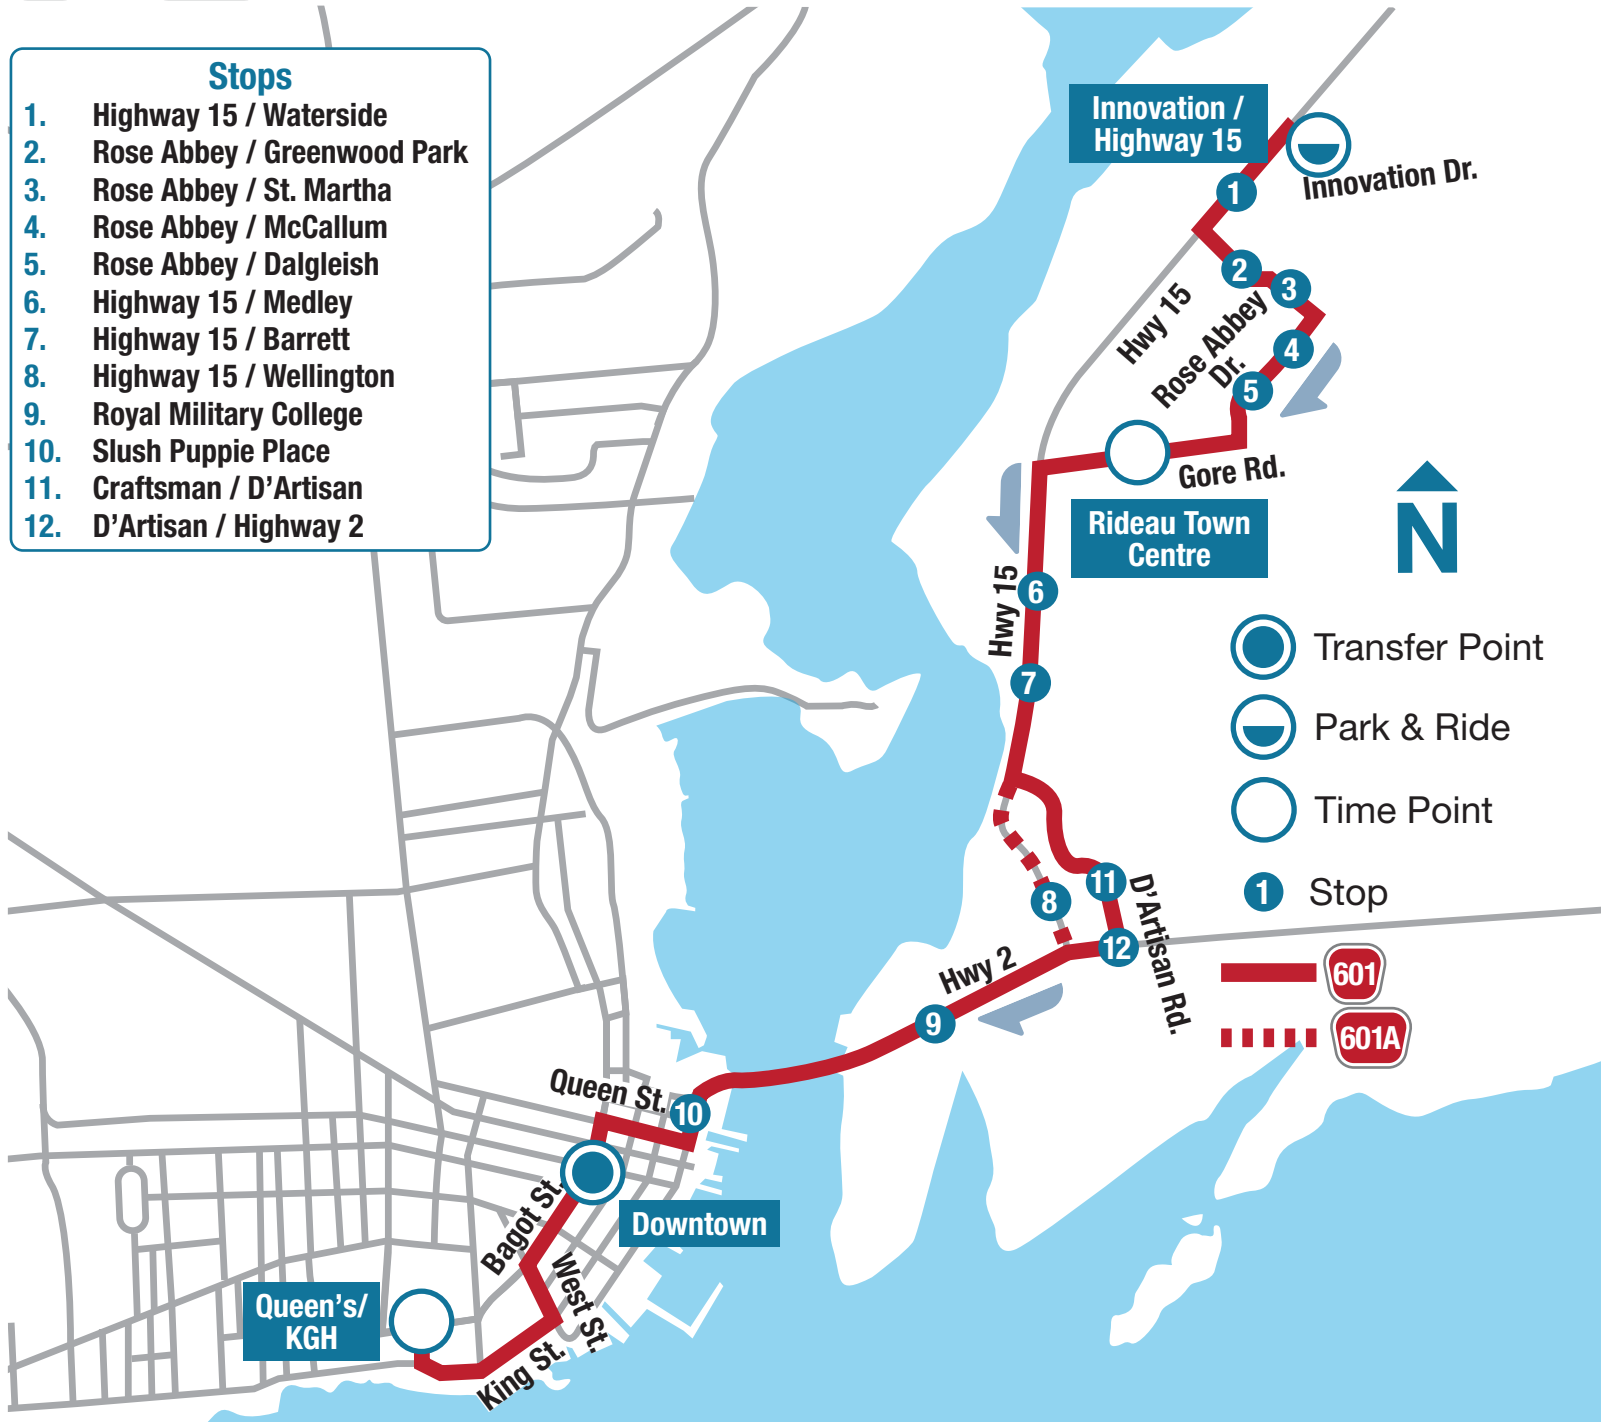 Stops
1. Highway 15 / Waterside
2. Rose Abbey / Greenwood Park
3. Rose Abbey / St. Martha
4. Rose Abbey / McCallum
5. Rose Abbey / Dalgleish
6. Highway 15 / Medley
7. Highway 15 / Barrett
8. Highway 15 / Wellington
9. Royal Military College
10. Slush Puppie Place
11. Craftsman / D'Artisan
12. D'Artisan / Highway 2
Innovation /
Highway 15
Innovation Dr.
1
2
3
Hwy 15
Rose Abbey
Dr.
4
5
Gore Rd.
Rideau Town
Centre
N
Hwy 15
6
7
Transfer Point
Park & Ride
Time Point
1 Stop
11
8
D'Artisan Rd.
12
Hwy 2
9
601
601A
Queen St.
10
Bagot St.
Downtown
West St.
Queen's/
KGH
King St.